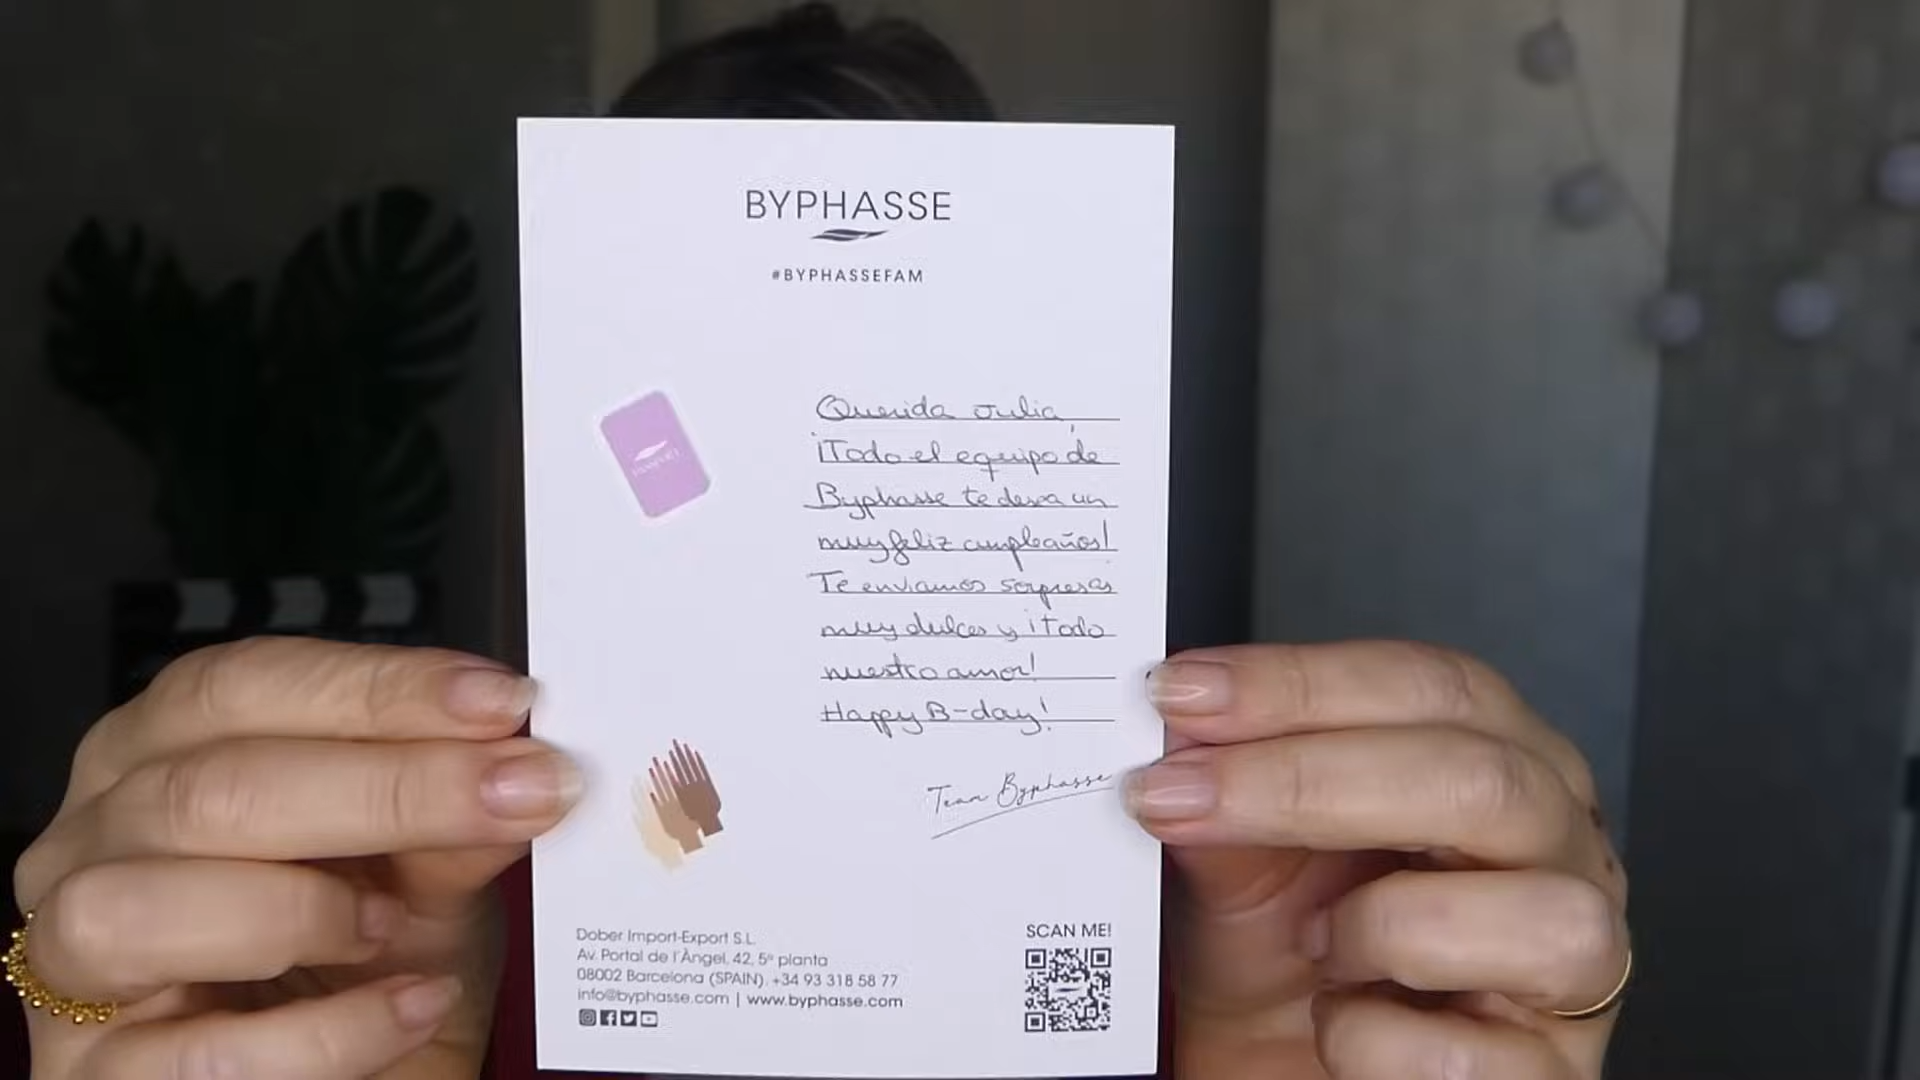 BYPHASSE
#BYPHASSEFAM
Querida Julia,
¡Todo el equipo de
Byphasse te desea un
muy feliz cumpleaños!
Te enviamos sorpresas
muy dulces y ¡todo
nuestro amor!
Happy B-day!
Team Byphasse
Dober Import-Export S.L.
Av. Portal de l'Àngel, 42, 5º planta
08002 Barcelona (SPAIN). +34 93 318 58 77
info@byphasse.com | www.byphasse.com
SCAN ME!